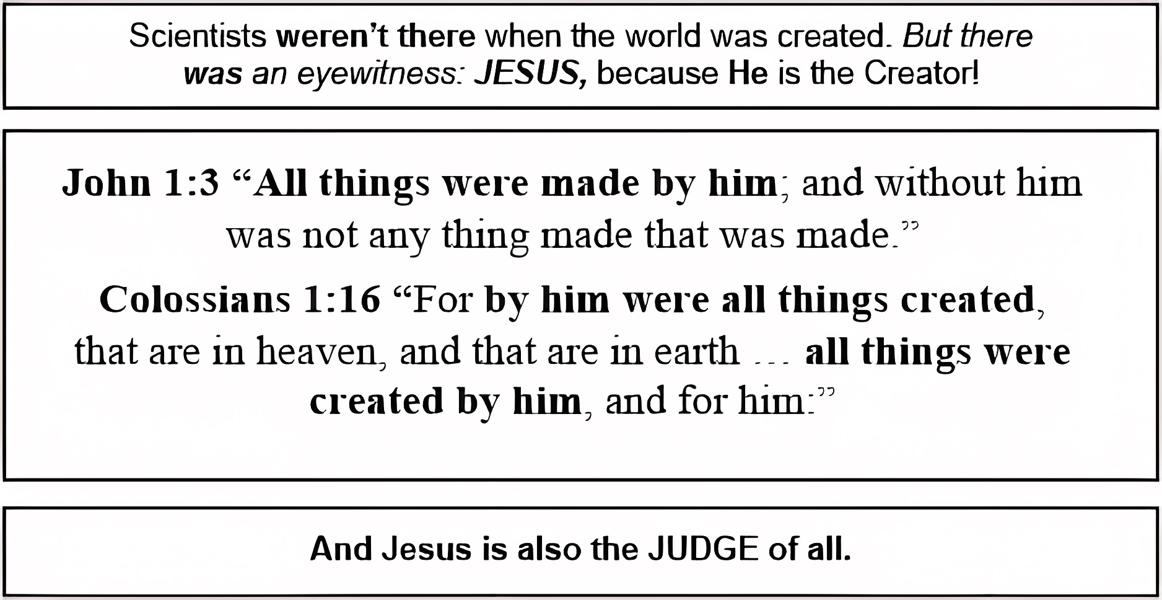 Scientists weren't there when the world was created. But there
was an eyewitness: JESUS, because He is the Creator!
John 1:3 “All things were made by him; and without him
was not any thing made that was made.”
Colossians 1:16 “For by him were all things created,
that are in heaven, and that are in earth ... all things were
created by him, and for him:”
And Jesus is also the JUDGE of all.